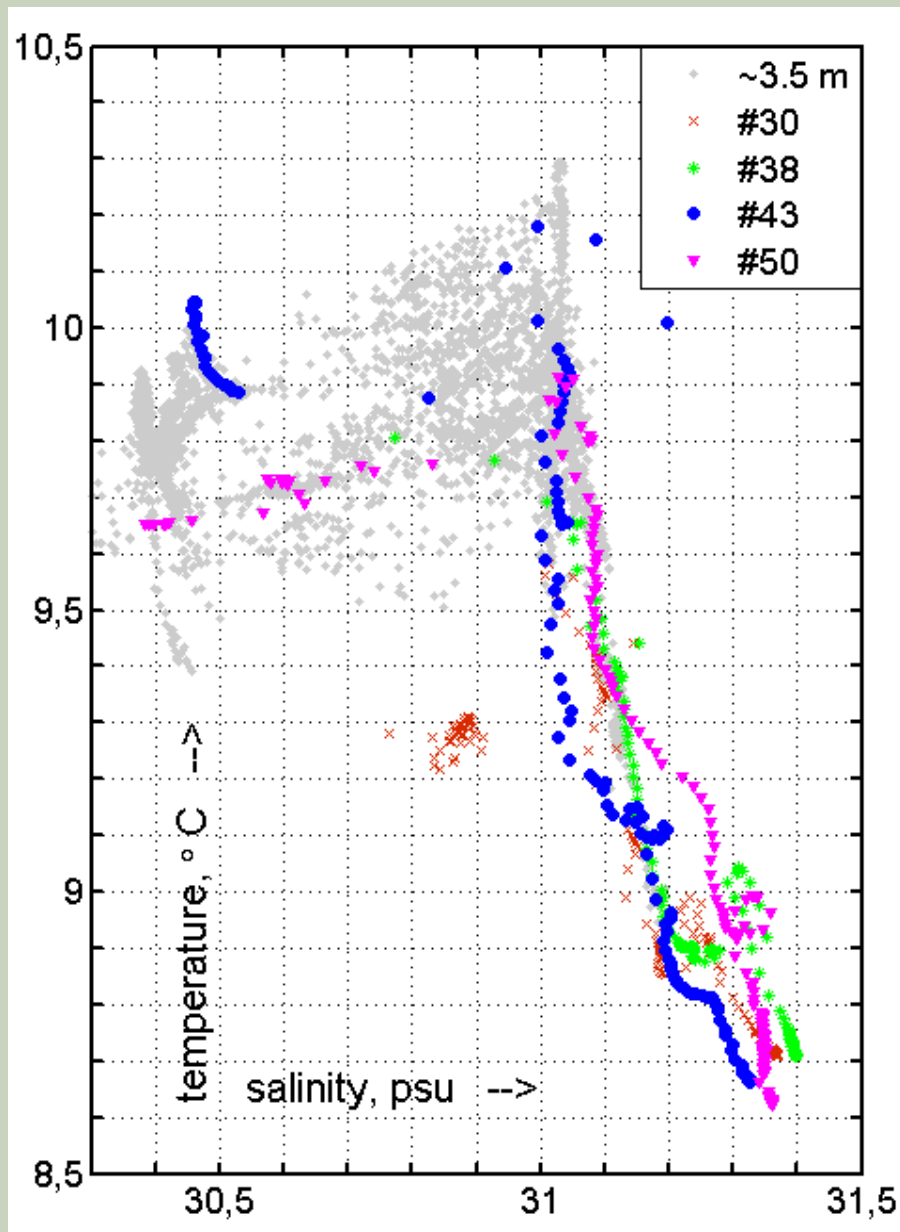 10,5
~3.5 m
#30
#38
#43
#50
10
9,5
temperature, ° C -->
9
salinity, psu -->
8,5
30,5 31 31,5